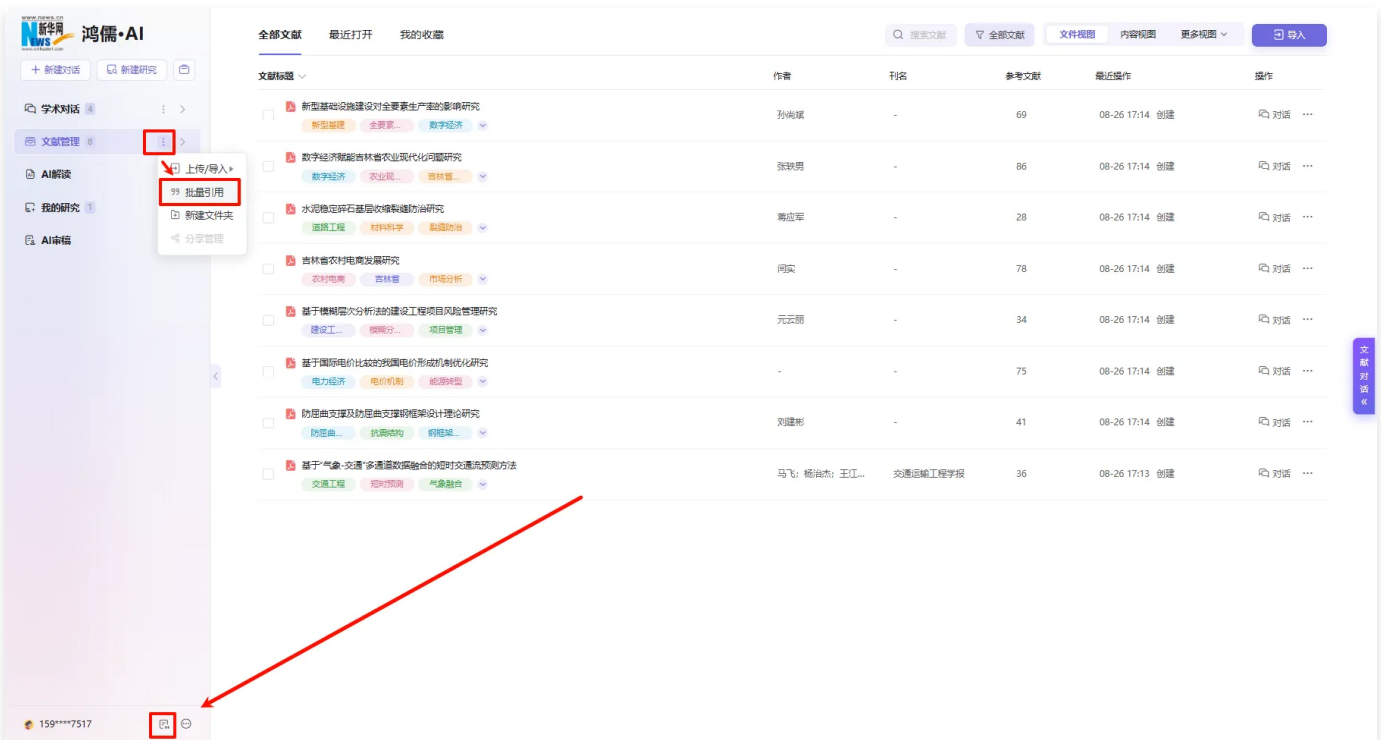 www.news.cn
新华网
NEWS
www.xinhuanet.com
鸿儒·AI
+ 新建对话
新建研究
学术对话 4
文献管理 8
AI解读
我的研究 1
AI审稿
上传/导入
批量引用
新建文件夹
分享管理
159****7517
全部文献
最近打开
我的收藏
搜索文献
全部文献
文件视图
内容视图
更多视图
导入
文献标题
作者
刊名
参考文献
最近操作
操作
新型基础设施建设对全要素生产率的影响研究
新型基建 全要素... 数字经济
孙尚斌 - 69 08-26 17:14 创建 对话 ...
数字经济赋能吉林省农业现代化问题研究
数字经济 农业现... 吉林省...
张轶男 - 86 08-26 17:14 创建 对话 ...
水泥稳定碎石基层收缩裂缝防治研究
道路工程 材料科学 裂缝防治
蒋应军 - 28 08-26 17:14 创建 对话 ...
吉林省农村电商发展研究
农村电商 吉林省 市场分析
闫实 - 78 08-26 17:14 创建 对话 ...
基于模糊层次分析法的建设工程项目风险管理研究
建设工... 模糊分... 项目管理
元云丽 - 34 08-26 17:14 创建 对话 ...
基于国际电价比较的我国电价形成机制优化研究
电力经济 电价机制 能源转型
- - 75 08-26 17:14 创建 对话 ...
防屈曲支撑及防屈曲支撑钢框架设计理论研究
防屈曲... 抗震结构 钢框架...
刘建彬 - 41 08-26 17:14 创建 对话 ...
基于“气象-交通”多通道数据融合的短时交通流预测方法
交通工程 短时预测 气象融合
马飞; 杨治杰; 王江... 交通运输工程学报 36 08-26 17:13 创建 对话 ...
文献对话